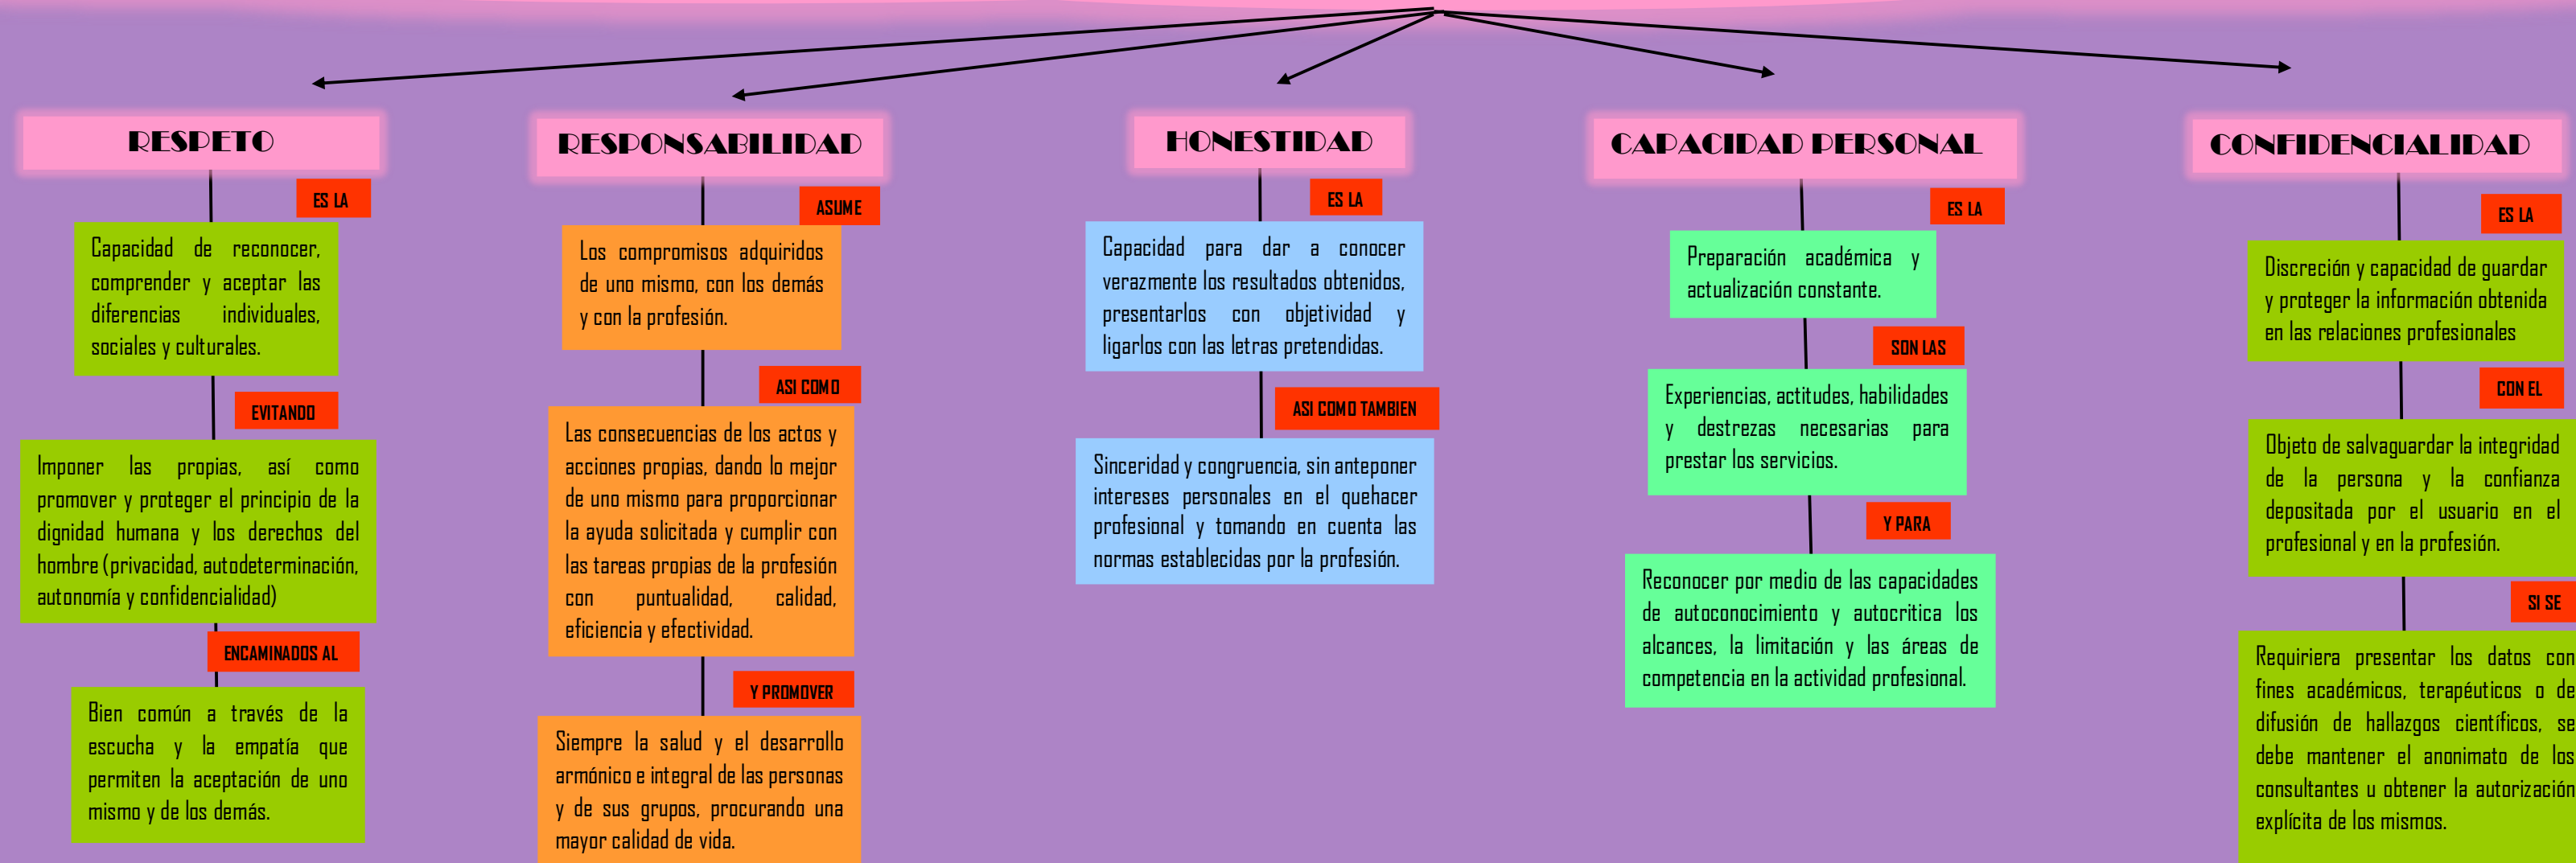 RESPETO
ES LA
Capacidad de reconocer,
comprender y aceptar las
diferencias individuales,
sociales y culturales.
EVITANDO
Imponer las propias, así como
promover y proteger el principio de la
dignidad humana y los derechos del
hombre (privacidad, autodeterminación,
autonomía y confidencialidad)
ENCAMINADOS AL
Bien común a través de la
escucha y la empatía que
permiten la aceptación de uno
mismo y de los demás.
RESPONSABILIDAD
ASUME
Los compromisos adquiridos
de uno mismo, con los demás
y con la profesión.
ASI COMO
Las consecuencias de los actos y
acciones propias, dando lo mejor
de uno mismo para proporcionar
la ayuda solicitada y cumplir con
las tareas propias de la profesión
con puntualidad, calidad,
eficiencia y efectividad.
Y PROMOVER
Siempre la salud y el desarrollo
armónico e integral de las personas
y de sus grupos, procurando una
mayor calidad de vida.
HONESTIDAD
ES LA
Capacidad para dar a conocer
verazmente los resultados obtenidos,
presentarlos con objetividad y
ligarlos con las letras pretendidas.
ASI COMO TAMBIEN
Sinceridad y congruencia, sin anteponer
intereses personales en el quehacer
profesional y tomando en cuenta las
normas establecidas por la profesión.
CAPACIDAD PERSONAL
ES LA
Preparación académica y
actualización constante.
SON LAS
Experiencias, actitudes, habilidades
y destrezas necesarias para
prestar los servicios.
Y PARA
Reconocer por medio de las capacidades
de autoconocimiento y autocritica los
alcances, la limitación y las áreas de
competencia en la actividad profesional.
CONFIDENCIALIDAD
ES LA
Discreción y capacidad de guardar
y proteger la información obtenida
en las relaciones profesionales
CON EL
Objeto de salvaguardar la integridad
de la persona y la confianza
depositada por el usuario en el
profesional y en la profesión.
SI SE
Requiriera presentar los datos con
fines académicos, terapéuticos o de
difusión de hallazgos científicos, se
debe mantener el anonimato de los
consultantes u obtener la autorización
explícita de los mismos.